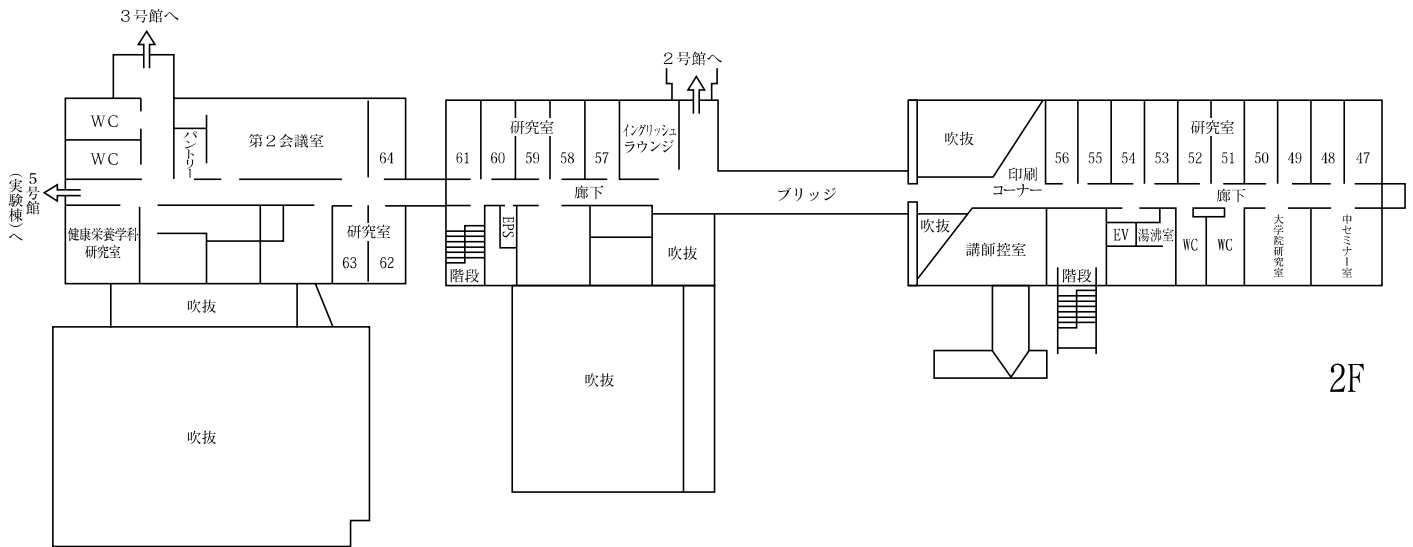 3号館へ
2号館へ
WC
WC
パントリー
第2会議室
64
5号館
(実験棟)へ
健康栄養学科
研究室
研究室
63
62
吹抜
吹抜
61
60
研究室
59
58
57
イングリッシュ
ラウンジ
廊下
EPS
階段
吹抜
吹抜
ブリッジ
吹抜
印刷
コーナー
56
55
54
53
研究室
52
51
50
49
48
47
廊下
吹抜
講師控室
階段
EV
湯沸室
WC
WC
大学院研究室
中セミナー室
2F